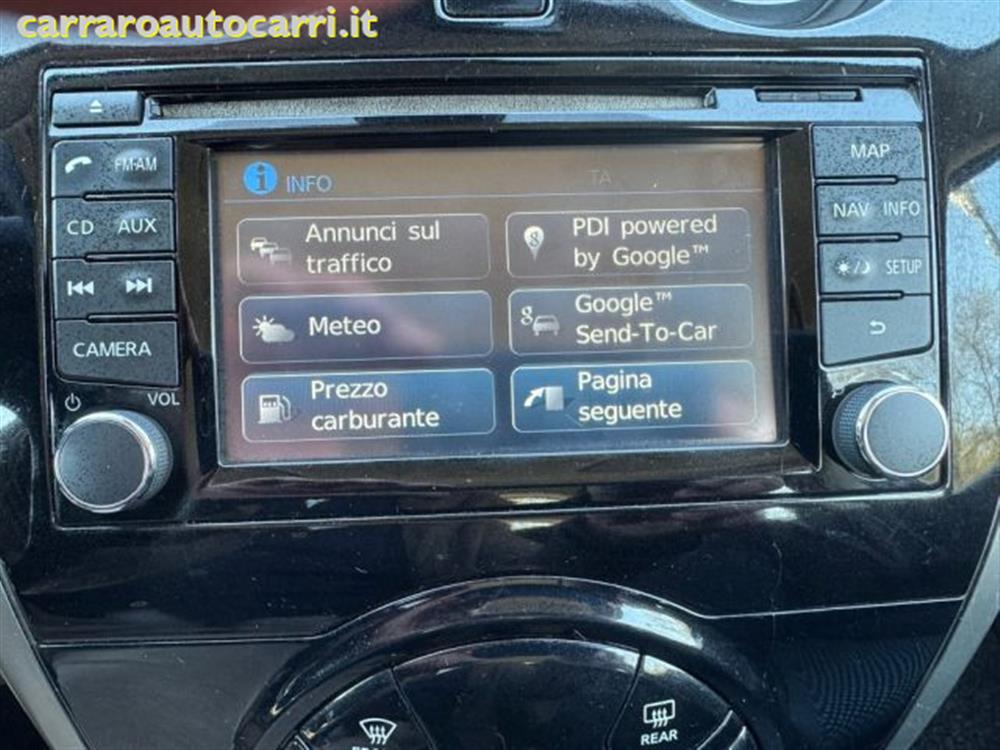 carraroautocarri.it
FM·AM
MAP
INFO
TA
CD AUX
NAV INFO
Annunci sul
traffico
PDI powered
by Google™
SETUP
Meteo
Google™
Send-To-Car
CAMERA
Prezzo
carburante
Pagina
seguente
VOL
REAR